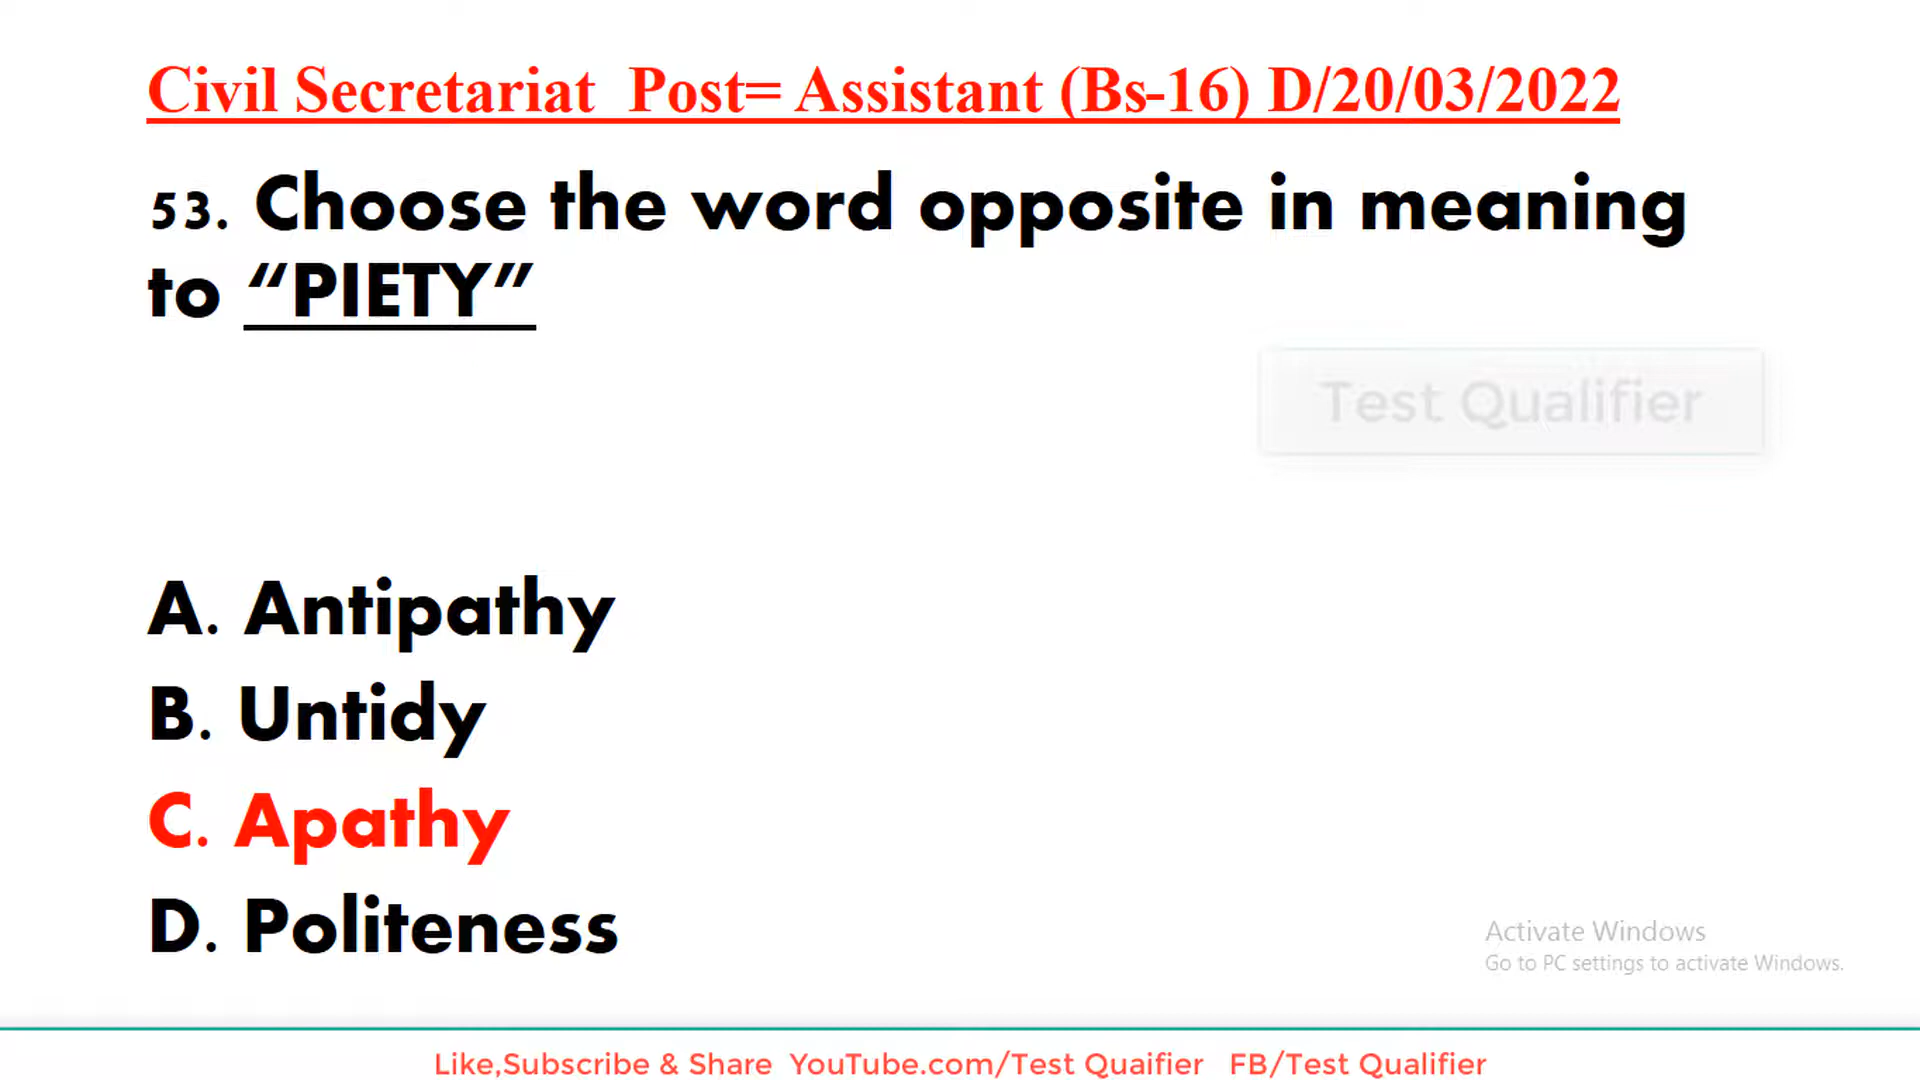 Civil Secretariat Post= Assistant (Bs-16) D/20/03/2022
53. Choose the word opposite in meaning
to “PIETY”
Test Qualifier
A. Antipathy
B. Untidy
C. Apathy
D. Politeness
Activate Windows
Go to PC settings to activate Windows.
Like,Subscribe & Share YouTube.com/Test Quaifier FB/Test Qualifier